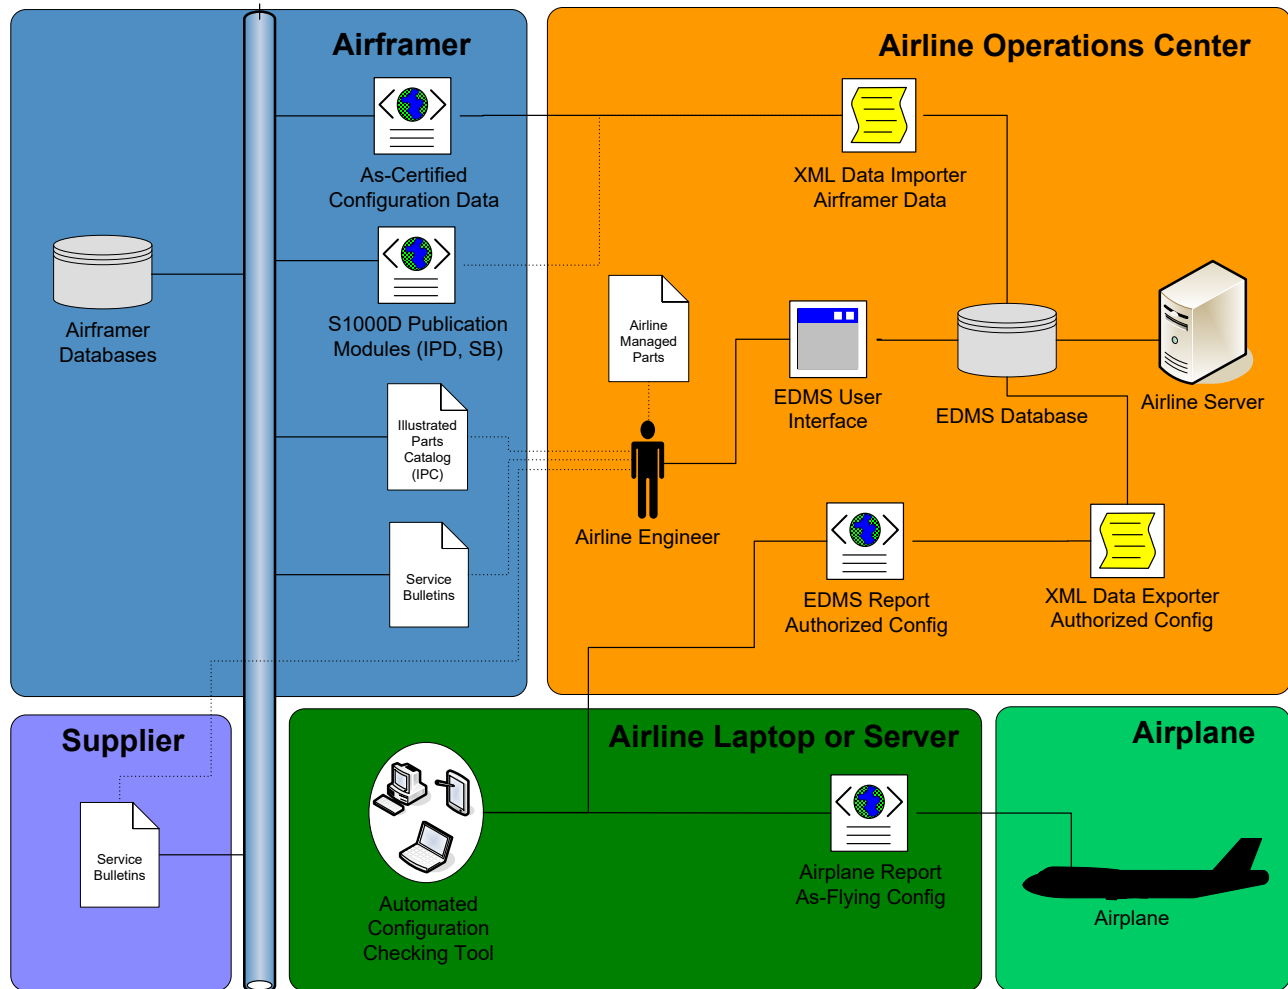 Airframer
As-Certified
Configuration Data
Airframer
Databases
S1000D Publication
Modules (IPD, SB)
Illustrated
Parts
Catalog
(IPC)
Service
Bulletins
Airline Operations Center
XML Data Importer
Airframer Data
Airline
Managed
Parts
EDMS User
Interface
EDMS Database
Airline Server
Airline Engineer
EDMS Report
Authorized Config
XML Data Exporter
Authorized Config
Supplier
Service
Bulletins
Airline Laptop or Server
Automated
Configuration
Checking Tool
Airplane Report
As-Flying Config
Airplane
Airplane